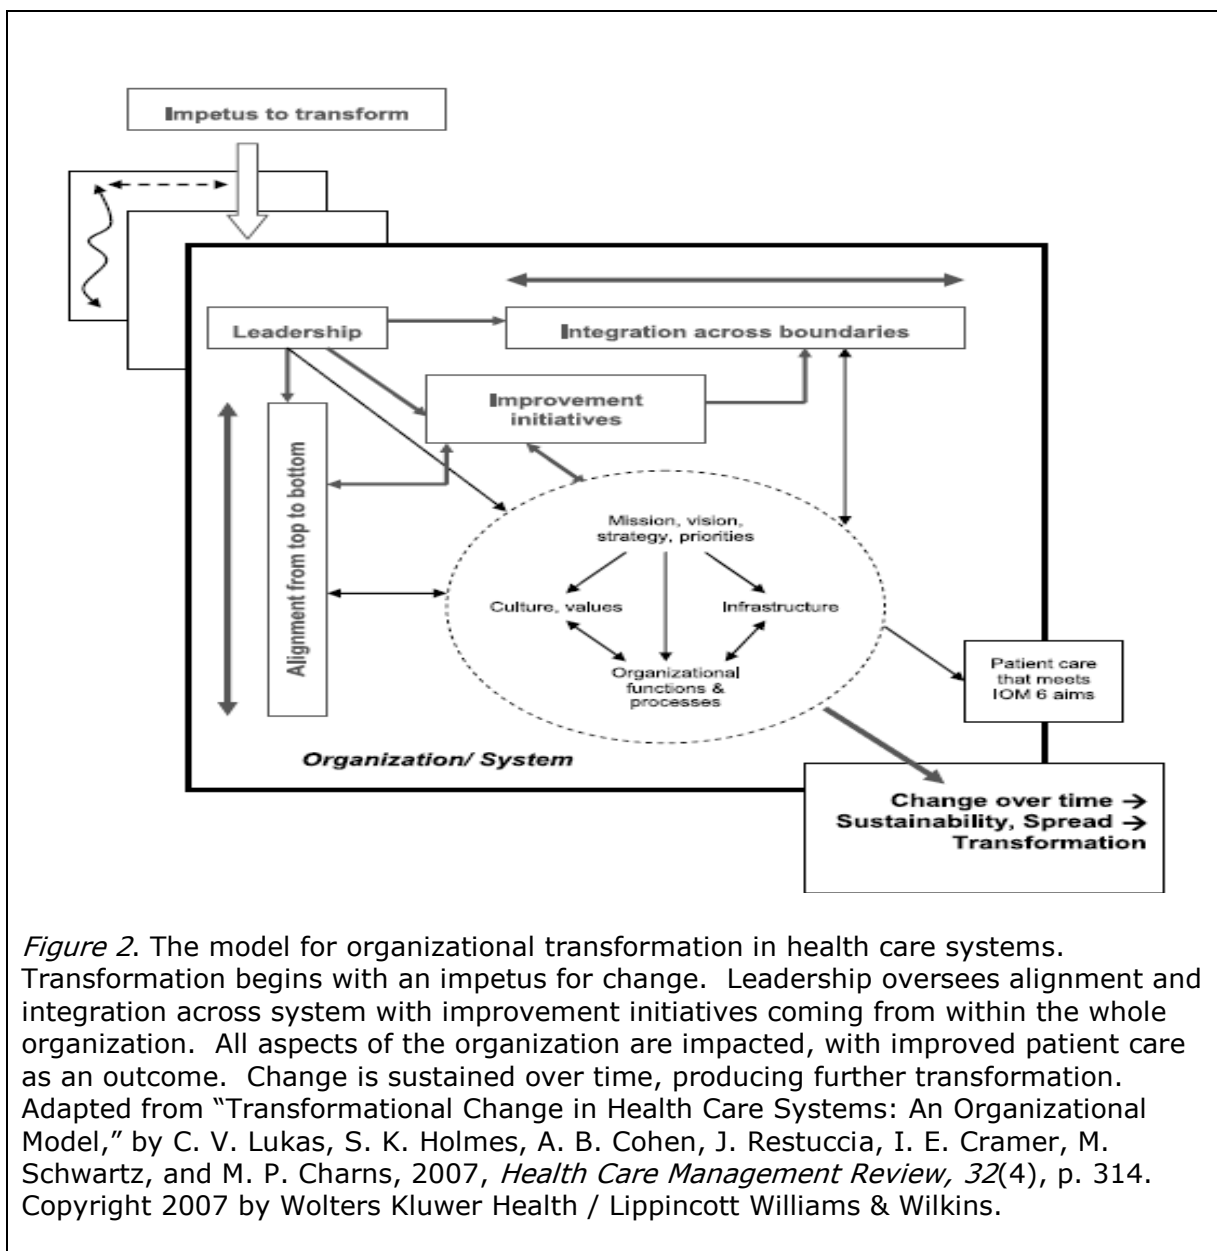 Impetus to transform
Leadership
Integration across boundaries
Improvement
initiatives
Alignment from top to bottom
Mission, vision,
strategy, priorities
Culture, values
Infrastructure
Organizational
functions &
processes
Patient care
that meets
IOM 6 aims
Organization/ System
Change over time →
Sustainability, Spread →
Transformation
Figure 2. The model for organizational transformation in health care systems.
Transformation begins with an impetus for change.  Leadership oversees alignment and
integration across system with improvement initiatives coming from within the whole
organization.  All aspects of the organization are impacted, with improved patient care
as an outcome.  Change is sustained over time, producing further transformation.
Adapted from “Transformational Change in Health Care Systems: An Organizational
Model,” by C. V. Lukas, S. K. Holmes, A. B. Cohen, J. Restuccia, I. E. Cramer, M.
Schwartz, and M. P. Charns, 2007, Health Care Management Review, 32(4), p. 314.
Copyright 2007 by Wolters Kluwer Health / Lippincott Williams & Wilkins.